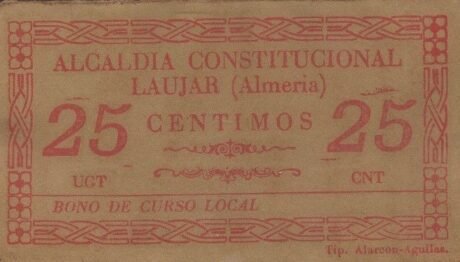 ALCALDIA CONSTITUCIONAL
LAUJAR (Almeria)
25 CENTIMOS 25
UGT CNT
BONO DE CURSO LOCAL
Tip. Alarcon-Aguilas.